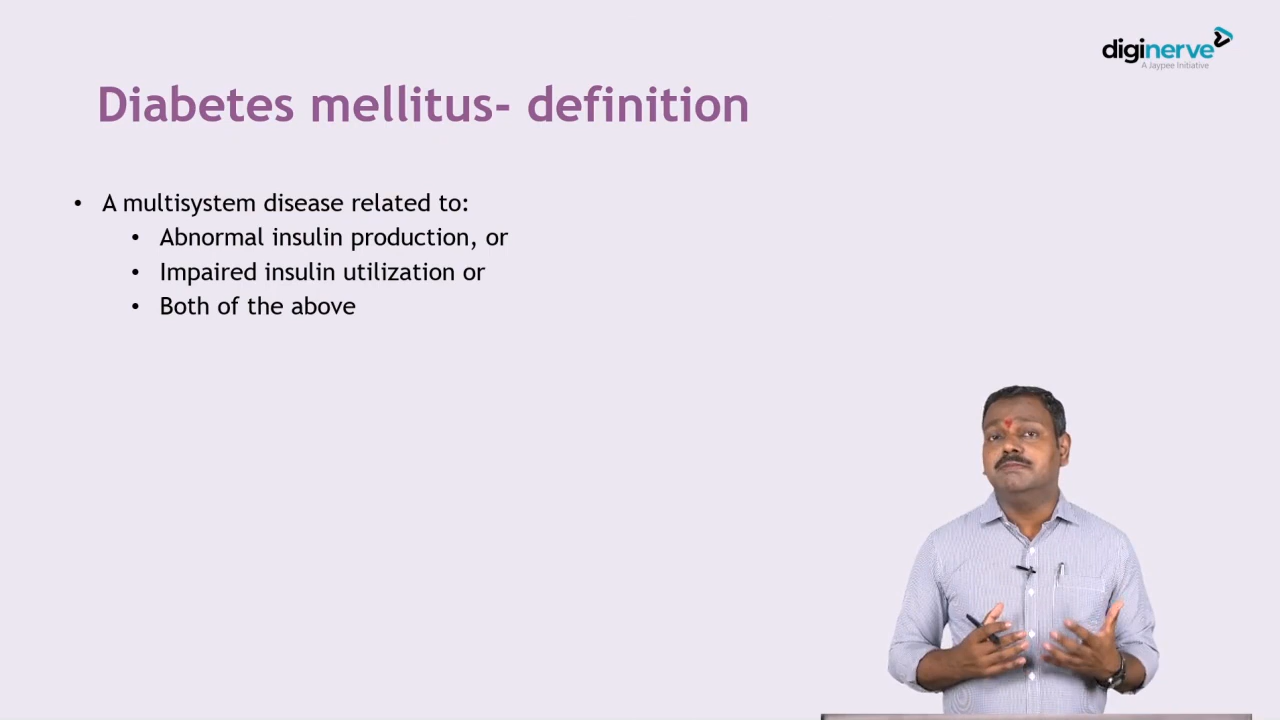 diginerve
A Jaypee Initiative
Diabetes mellitus- definition
• A multisystem disease related to:
• Abnormal insulin production, or
• Impaired insulin utilization or
• Both of the above